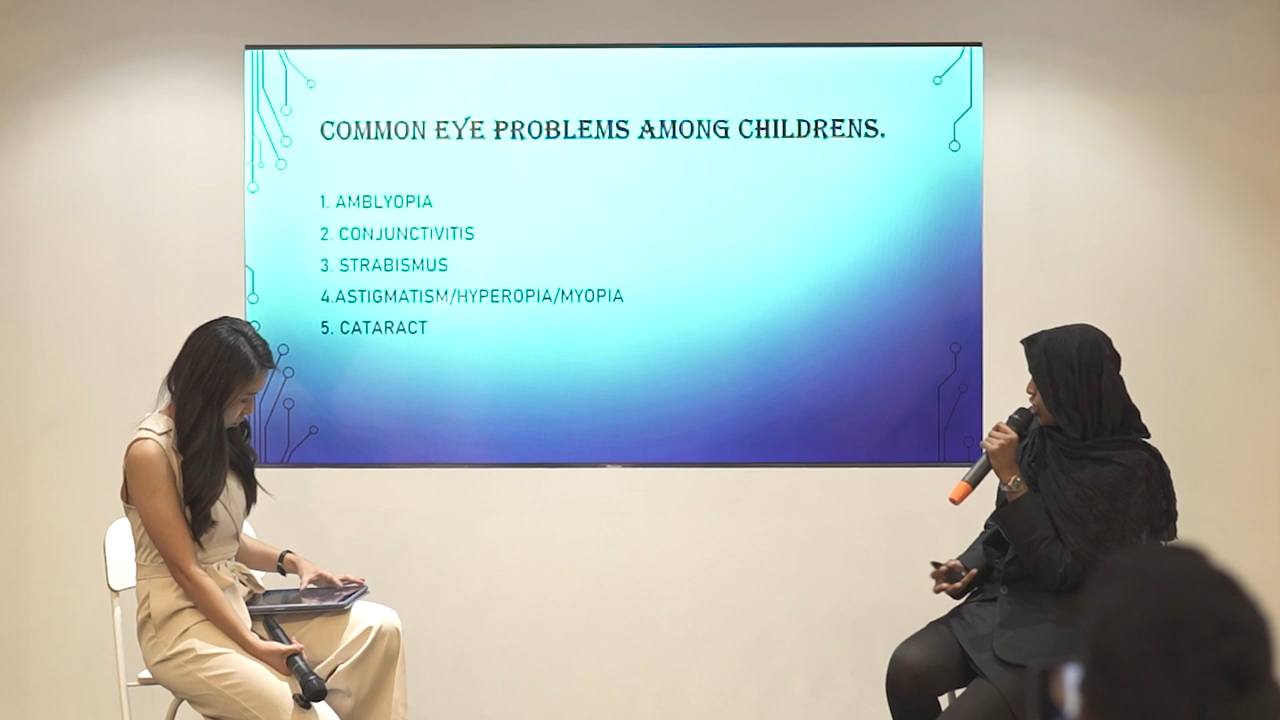 COMMON EYE PROBLEMS AMONG CHILDRENS.
1. AMBLYOPIA
2. CONJUNCTIVITIS
3. STRABISMUS
4.ASTIGMATISM/HYPEROPIA/MYOPIA
5. CATARACT